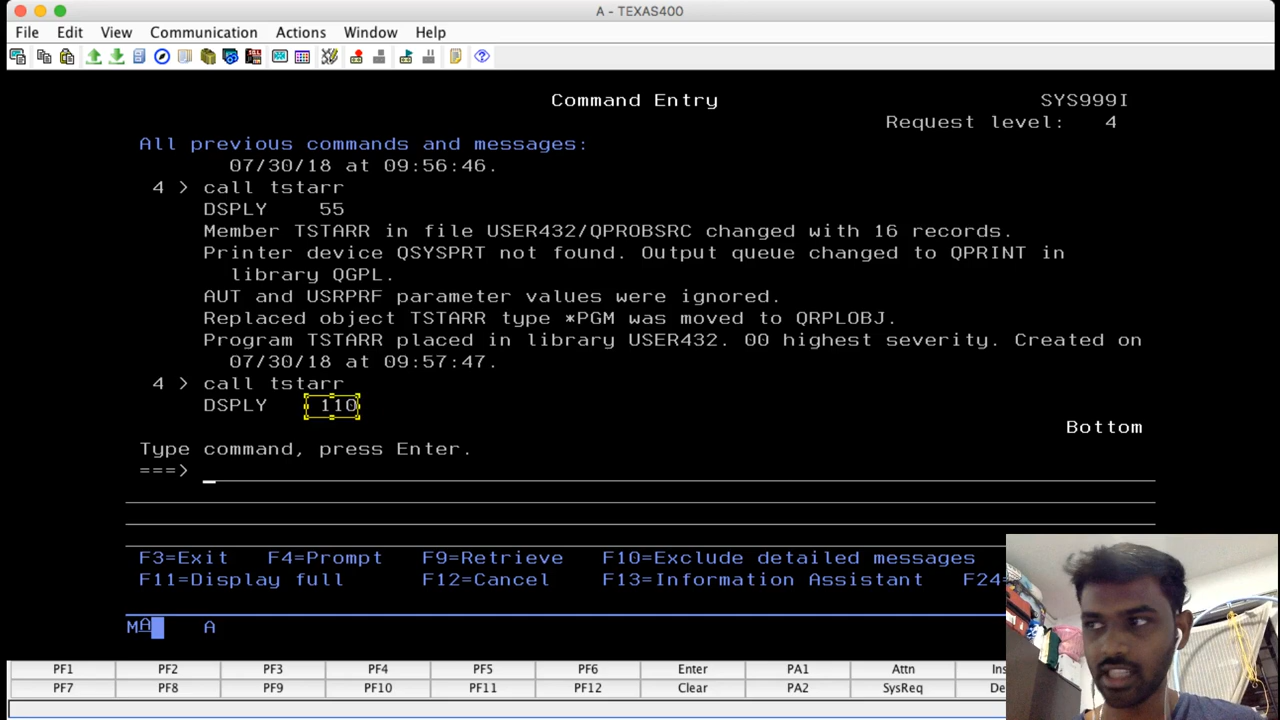 A - TEXAS400
File Edit View Communication Actions Window Help
Command Entry SYS999I
Request level: 4
All previous commands and messages:
07/30/18 at 09:56:46.
4 > call tstarr
DSPLY 55
Member TSTARR in file USER432/QPROBSRC changed with 16 records.
Printer device QSYSPRT not found. Output queue changed to QPRINT in
library QGPL.
AUT and USRPRF parameter values were ignored.
Replaced object TSTARR type *PGM was moved to QRPLOBJ.
Program TSTARR placed in library USER432. 00 highest severity. Created on
07/30/18 at 09:57:47.
4 > call tstarr
DSPLY 110
Bottom
Type command, press Enter.
===>
F3=Exit F4=Prompt F9=Retrieve F10=Exclude detailed messages
F11=Display full F12=Cancel F13=Information Assistant F24=
MA A
PF1 PF2 PF3 PF4 PF5 PF6 Enter PA1 Attn Ins
PF7 PF8 PF9 PF10 PF11 PF12 Clear PA2 SysReq De